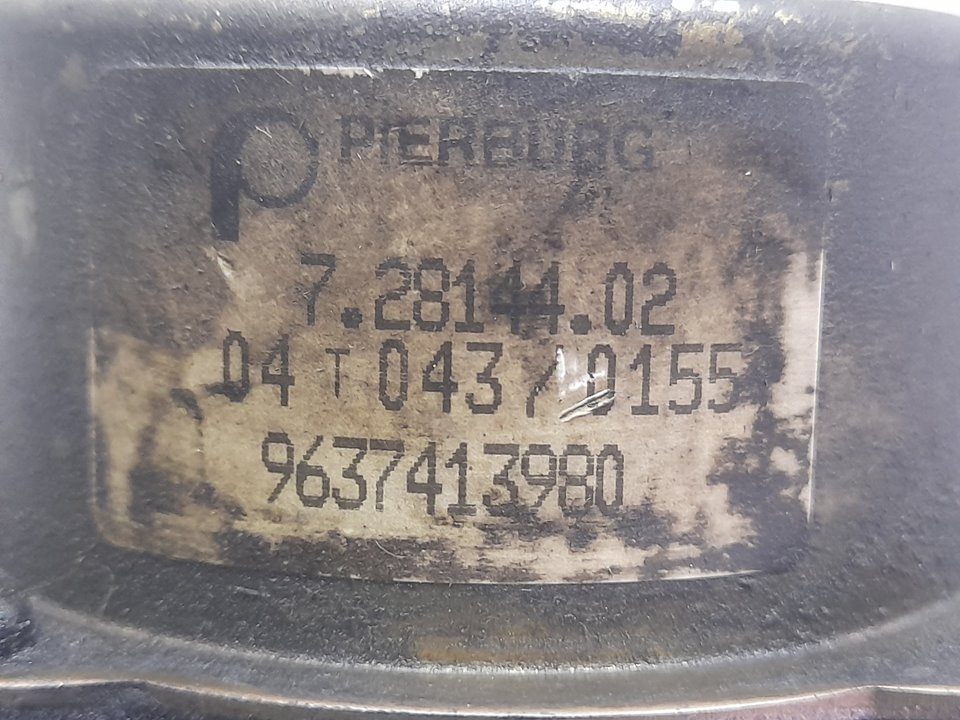 PIERBURG
7.28144.02
04 T 043 / 0155
9637413980